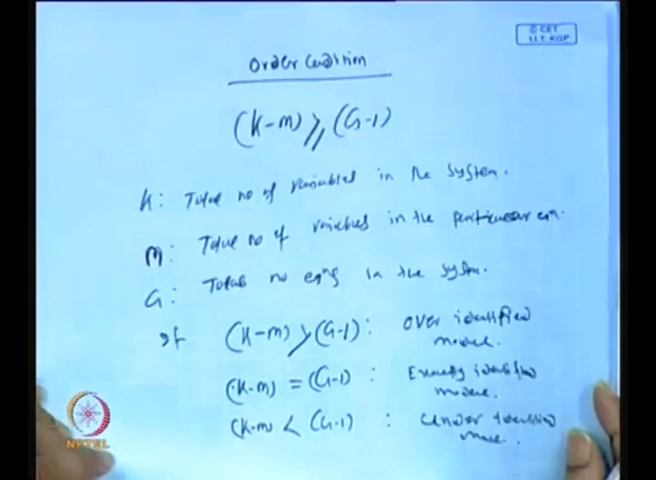 © CET
I.I.T. KGP
Order condition
(K-m) ⩾ (G-1)
K: Total no of variables in the system.
M: Total no of variables in the particular eqn.
G: Total no eqns in the system.
If (K-m) > (G-1): Over identified
model.
(K-m) = (G-1): Exactly identified
model.
(K-m) < (G-1): Under identified
model.
NPTEL